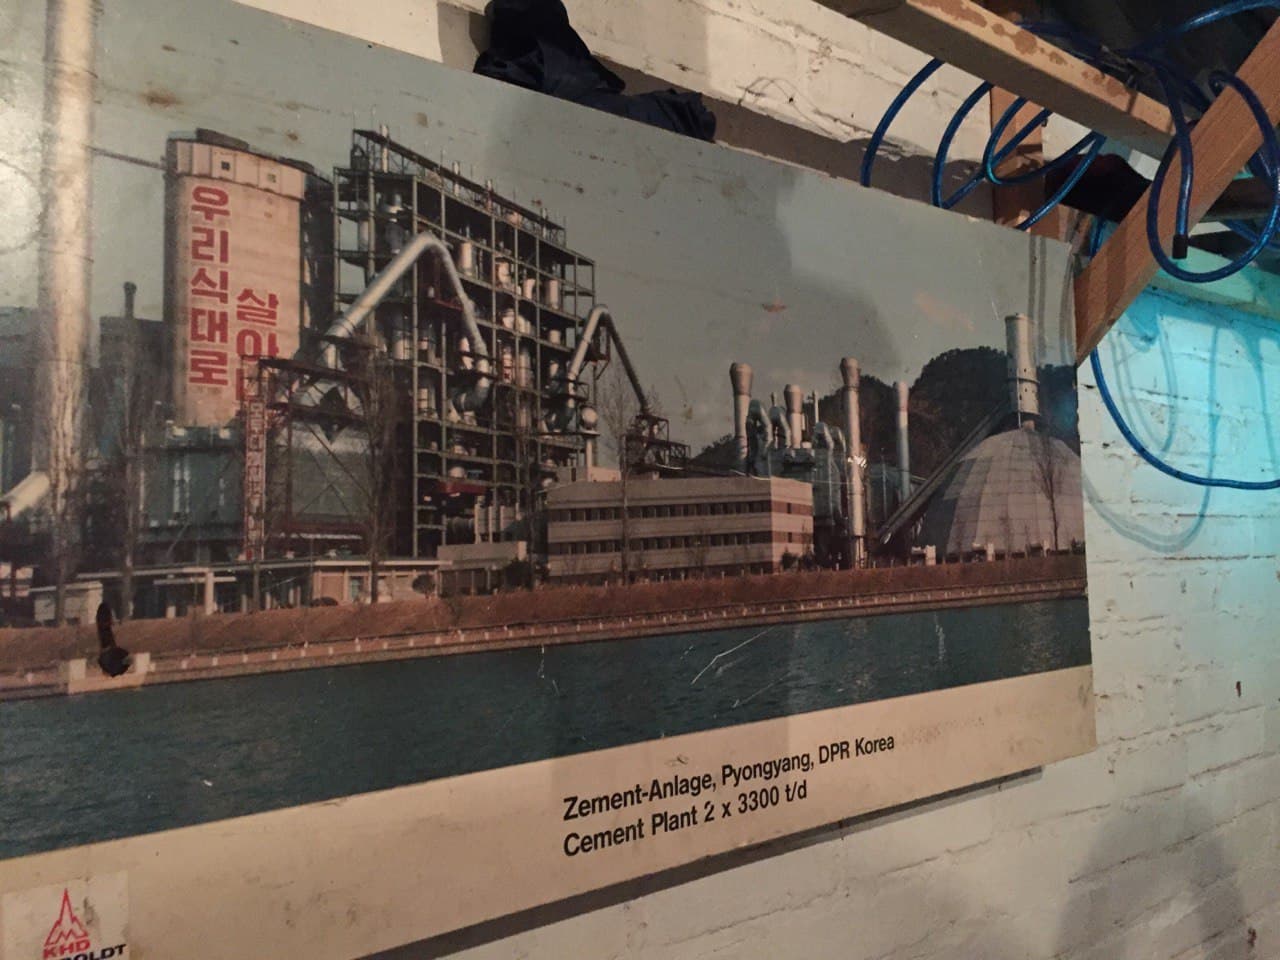 우리식대로
살아
Zement-Anlage, Pyongyang, DPR Korea
Cement Plant 2 x 3300 t/d
KHD